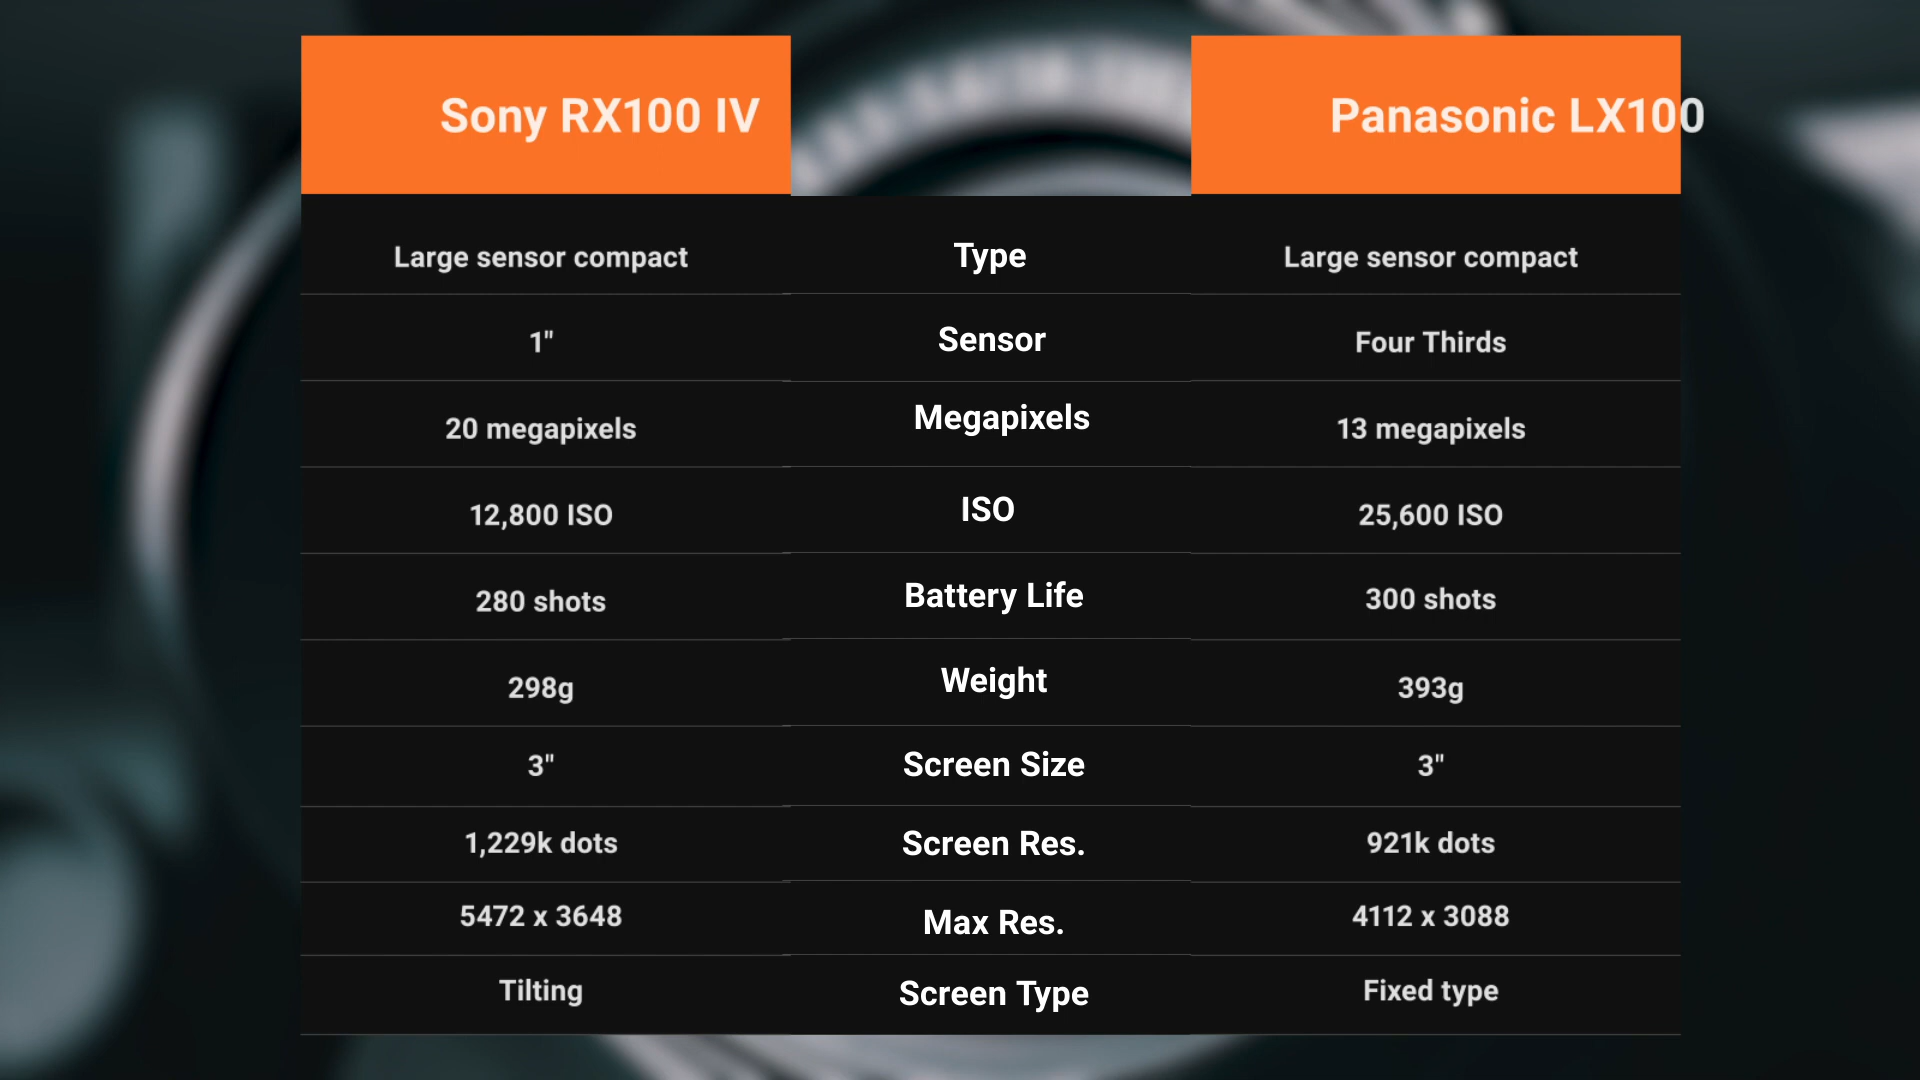 Sony RX100 IV
Panasonic LX100
Large sensor compact Type Large sensor compact
1" Sensor Four Thirds
20 megapixels Megapixels 13 megapixels
12,800 ISO ISO 25,600 ISO
280 shots Battery Life 300 shots
298g Weight 393g
3" Screen Size 3"
1,229k dots Screen Res. 921k dots
5472 x 3648 Max Res. 4112 x 3088
Tilting Screen Type Fixed type